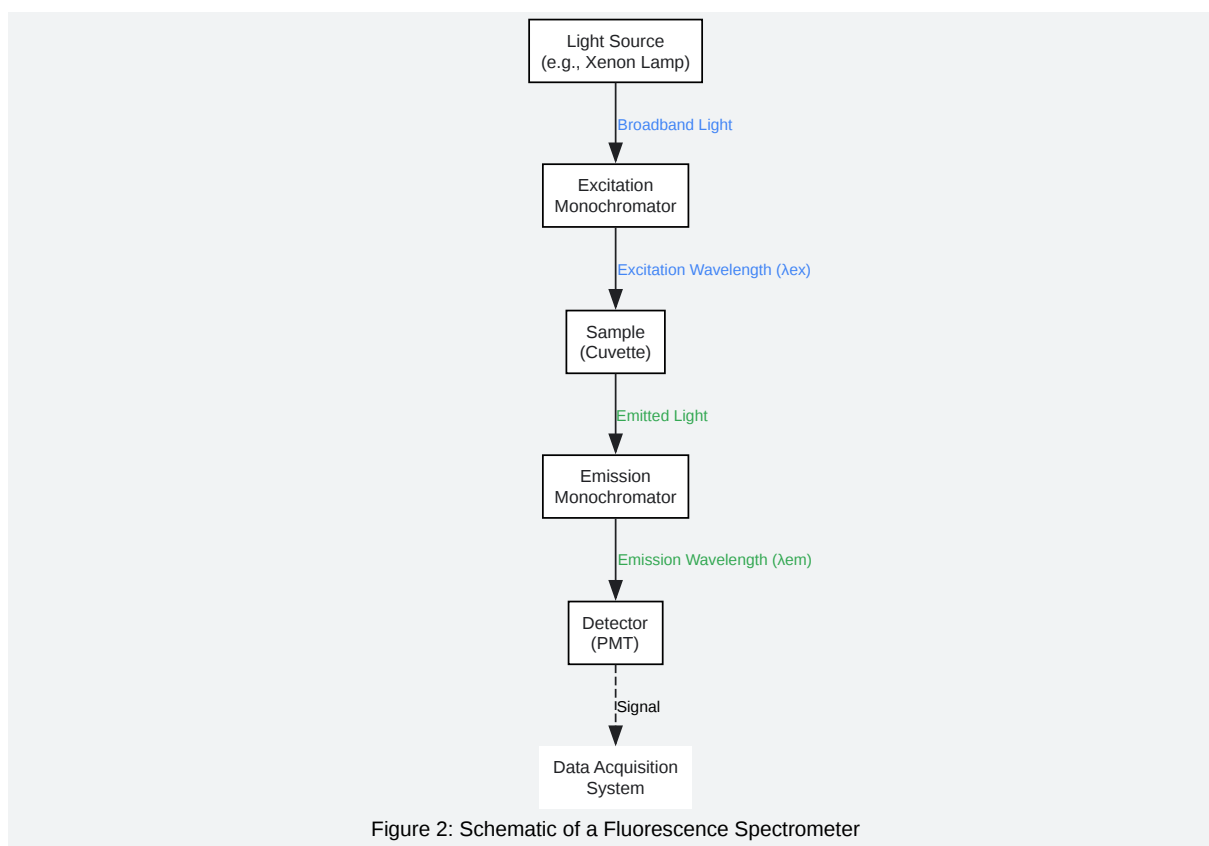 Light Source
(e.g., Xenon Lamp)
Broadband Light
Excitation
Monochromator
Excitation Wavelength (λex)
Sample
(Cuvette)
Emitted Light
Emission
Monochromator
Emission Wavelength (λem)
Detector
(PMT)
Signal
Data Acquisition
System
Figure 2: Schematic of a Fluorescence Spectrometer